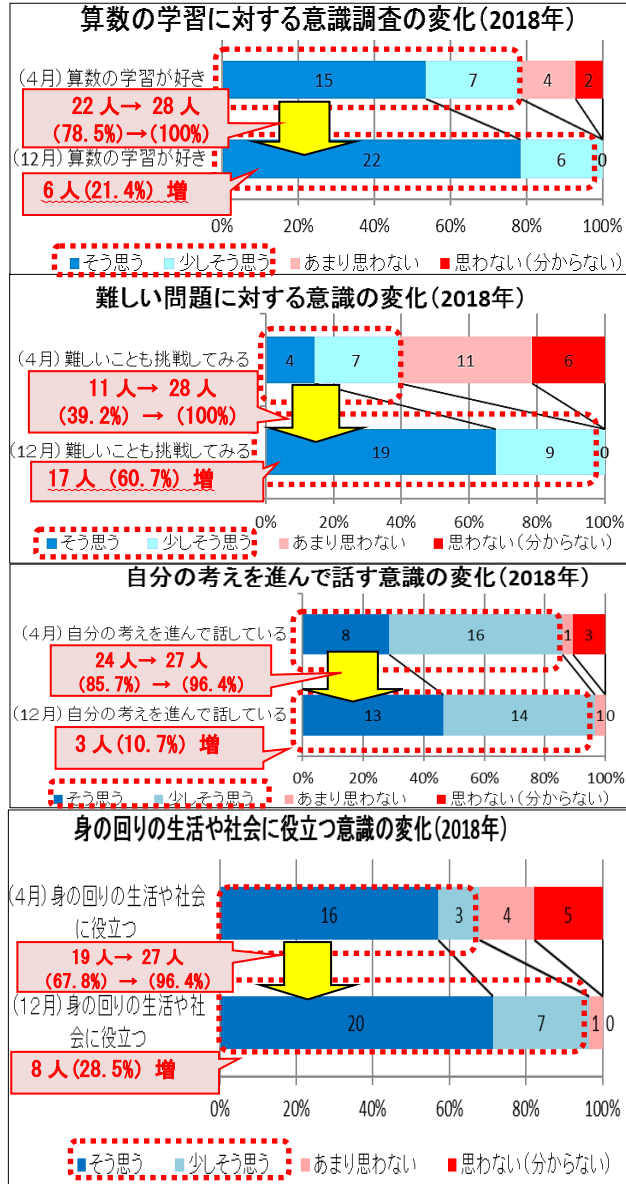 算数の学習に対する意識調査の変化(2018年)
(4月)算数の学習が好き
15
7
4
2
22人→ 28人
(78.5%)→(100%)
(12月)算数の学習が好き
22
6
0
6人(21.4%) 増
0% 20% 40% 60% 80% 100%
■そう思う ■少しそう思う ■あまり思わない ■思わない(分からない)
難しい問題に対する意識の変化(2018年)
(4月)難しいことも挑戦してみる
4
7
11
6
11人→ 28人
(39.2%) → (100%)
(12月)難しいことも挑戦してみる
19
9
0
17人 (60.7%) 増
0% 20% 40% 60% 80% 100%
■そう思う ■少しそう思う ■あまり思わない ■思わない(分からない)
自分の考えを進んで話す意識の変化(2018年)
(4月)自分の考えを進んで話している
8
16
1
3
24人→ 27人
(85.7%) → (96.4%)
(12月)自分の考えを進んで話している
13
14
10
3人(10.7%) 増
0% 20% 40% 60% 80% 100%
■そう思う ■少しそう思う ■あまり思わない ■思わない(分からない)
身の回りの生活や社会に役立つ意識の変化(2018年)
(4月)身の回りの生活や社会
に役立つ
16
3
4
5
19人→ 27人
(67.8%) → (96.4%)
(12月)身の回りの生活や社
会に役立つ
20
7
1 0
8人(28.5%) 増
0% 20% 40% 60% 80% 100%
■そう思う ■少しそう思う ■あまり思わない ■思わない(分からない)